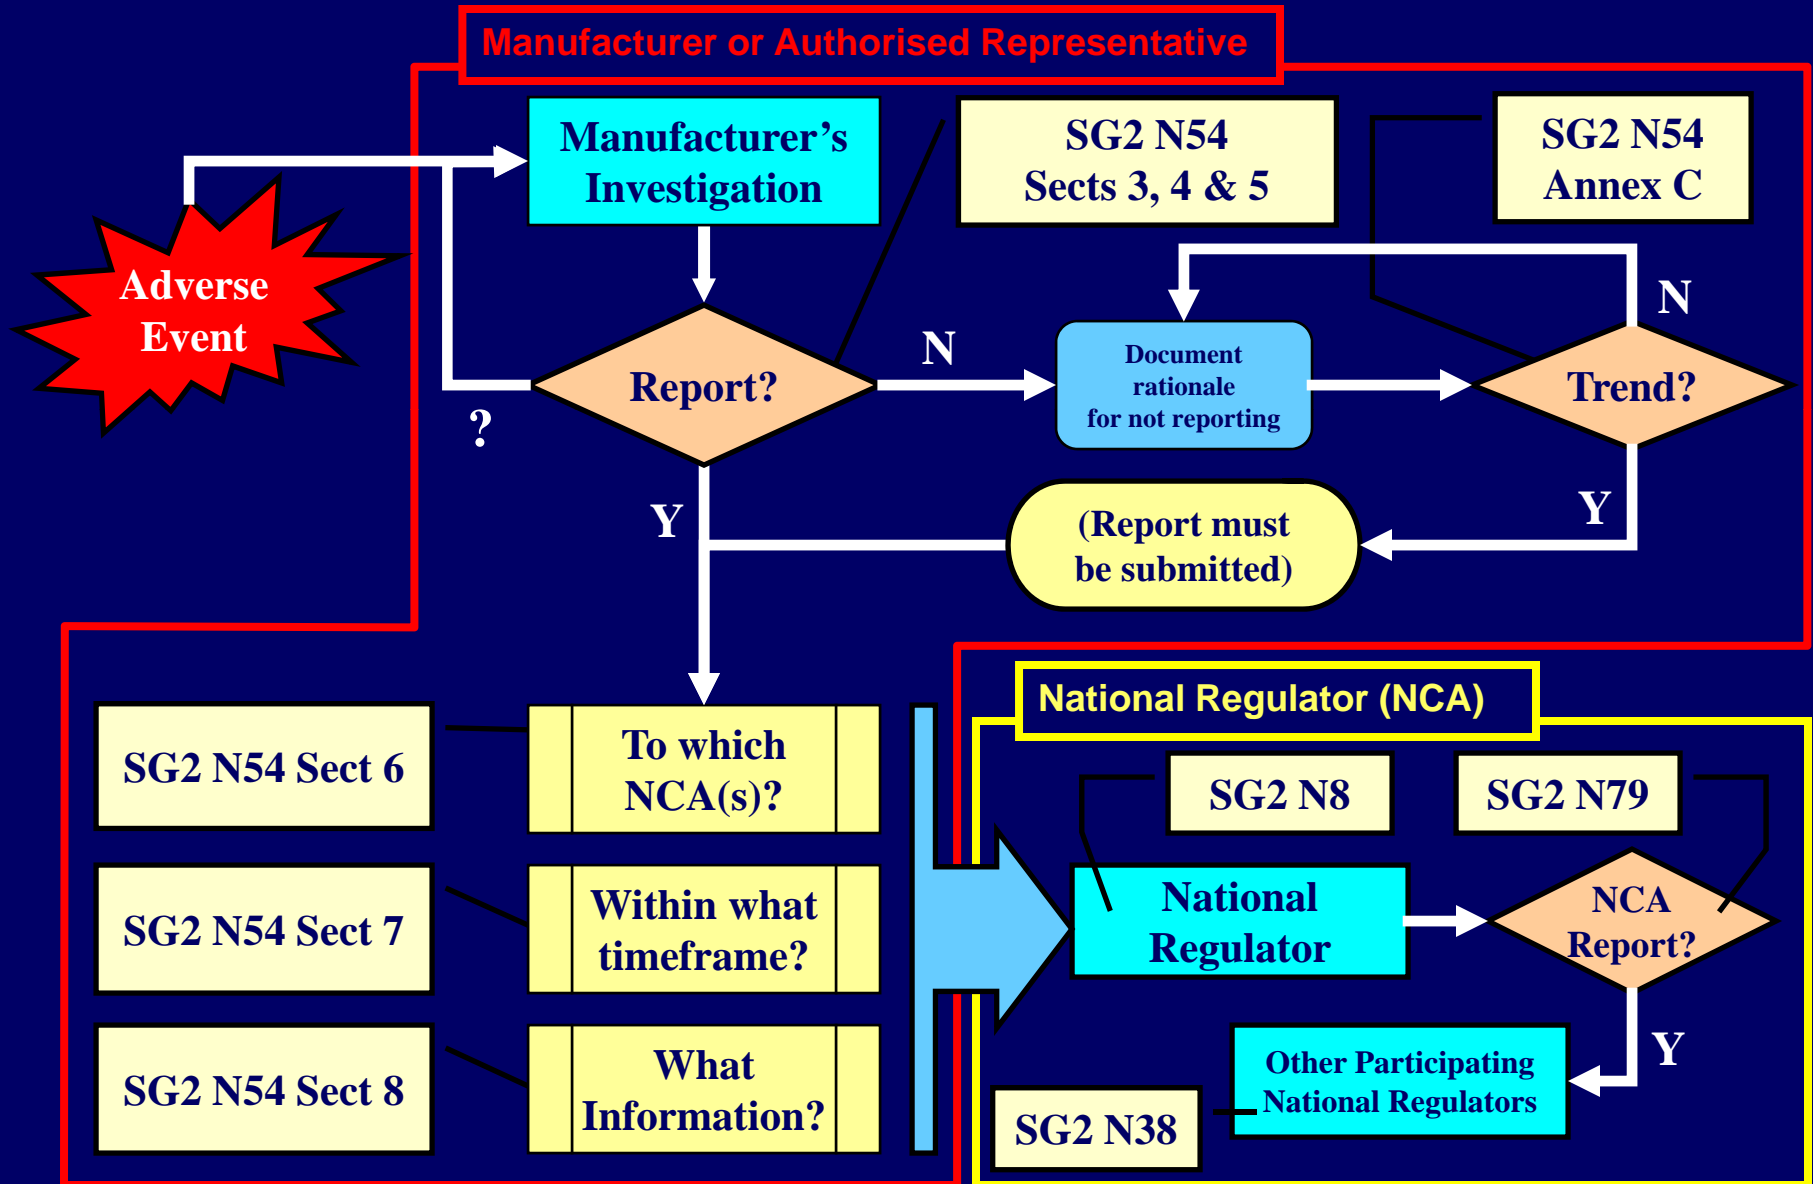 Manufacturer or Authorised Representative
Manufacturer’s
Investigation
SG2 N54
Sects 3, 4 & 5
SG2 N54
Annex C
Adverse
Event
Report?
?
N
Document
rationale
for not reporting
Trend?
N
Y
Y
(Report must
be submitted)
SG2 N54 Sect 6
To which
NCA(s)?
SG2 N54 Sect 7
Within what
timeframe?
SG2 N54 Sect 8
What
Information?
National Regulator (NCA)
SG2 N8
SG2 N79
National
Regulator
NCA
Report?
Y
Other Participating
National Regulators
SG2 N38